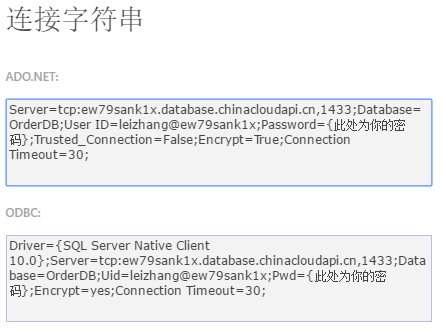 连接字符串
ADO.NET:
Server=tcp:ew79sank1x.database.chinacloudapi.cn,1433;Database=
OrderDB;User ID=leizhang@ew79sank1x;Password={此处为你的密
码};Trusted_Connection=False;Encrypt=True;Connection
Timeout=30;
ODBC:
Driver={SQL Server Native Client
10.0};Server=tcp:ew79sank1x.database.chinacloudapi.cn,1433;Data
base=OrderDB;Uid=leizhang@ew79sank1x;Pwd={此处为你的密
码};Encrypt=yes;Connection Timeout=30;